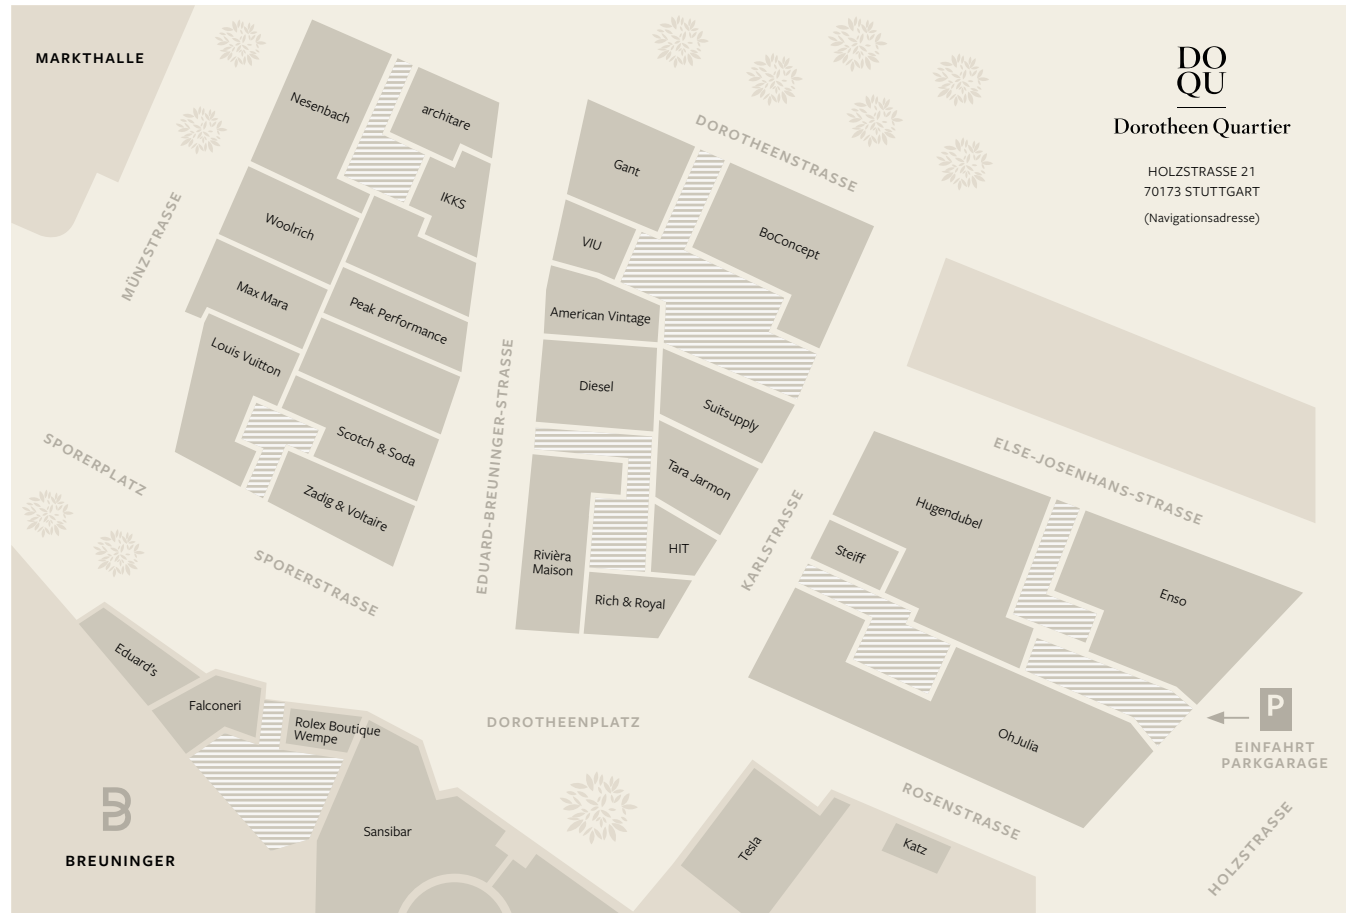 MARKTHALLE
DO
QU
Dorotheen Quartier
HOLZSTRASSE 21
70173 STUTTGART
(Navigationsadresse)
Nesenbach
architare
IKKS
Woolrich
Max Mara
Peak Performance
Louis Vuitton
Scotch & Soda
Zadig & Voltaire
MÜNZSTRASSE
SPORERPLATZ
SPORERSTRASSE
EDUARD-BREUNINGER-STRASSE
DOROTHEENSTRASSE
Gant
BoConcept
VIU
American Vintage
Diesel
Suitsupply
Tara Jarmon
HIT
Rivièra
Maison
Rich & Royal
KARLSTRASSE
ELSE-JOSENHANS-STRASSE
Hugendubel
Steiff
Enso
OhJulia
P
EINFAHRT
PARKGARAGE
HOLZSTRASSE
ROSENSTRASSE
DOROTHEENPLATZ
Eduard's
Falconeri
Rolex Boutique
Wempe
Sansibar
Tesla
Katz
B
BREUNINGER